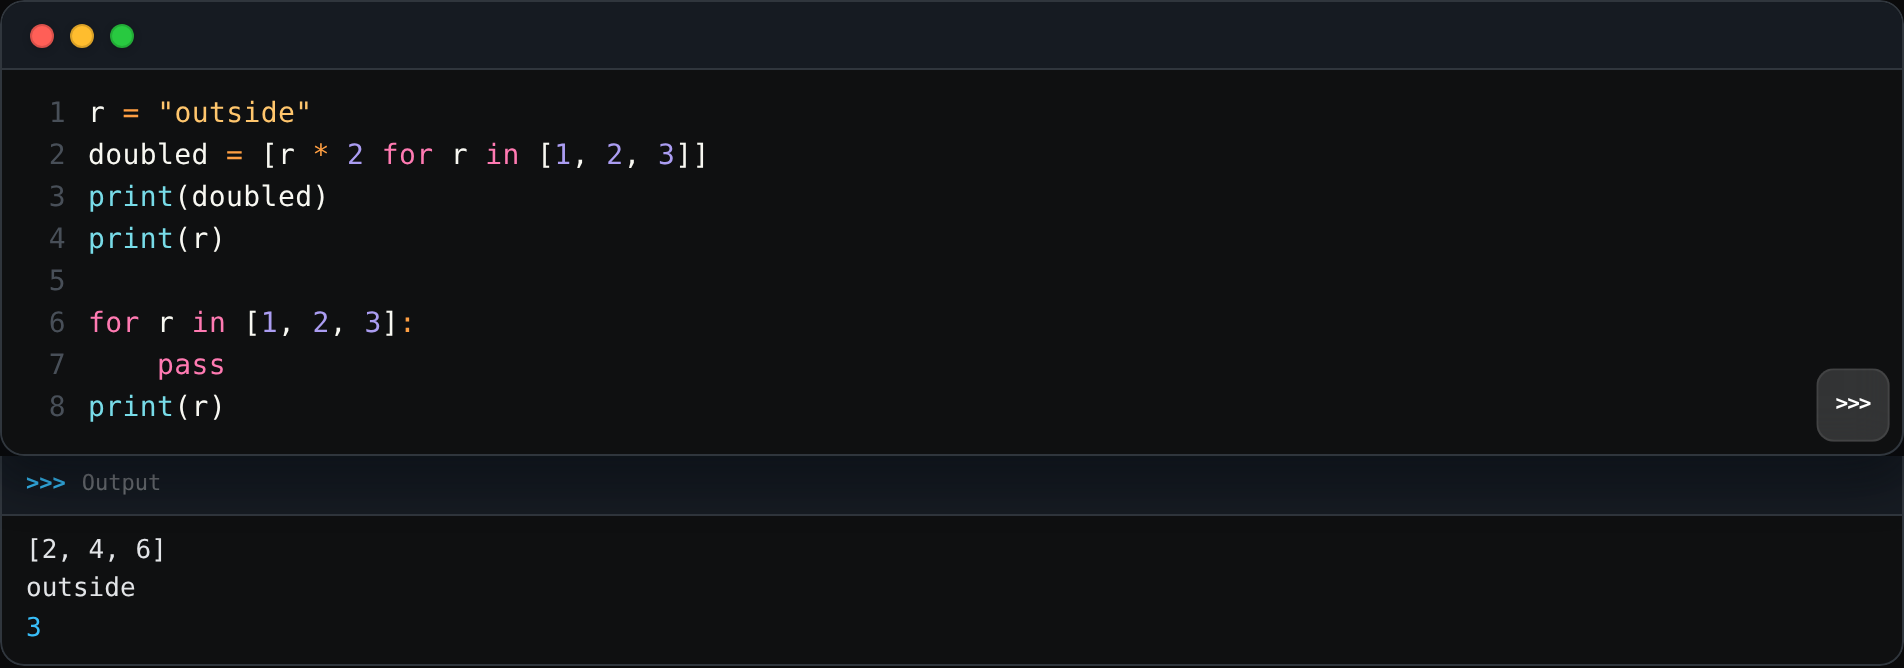 1 r = "outside"
2 doubled = [r * 2 for r in [1, 2, 3]]
3 print(doubled)
4 print(r)
5
6 for r in [1, 2, 3]:
7     pass
8 print(r)
>>>
>>> Output
[2, 4, 6]
outside
3